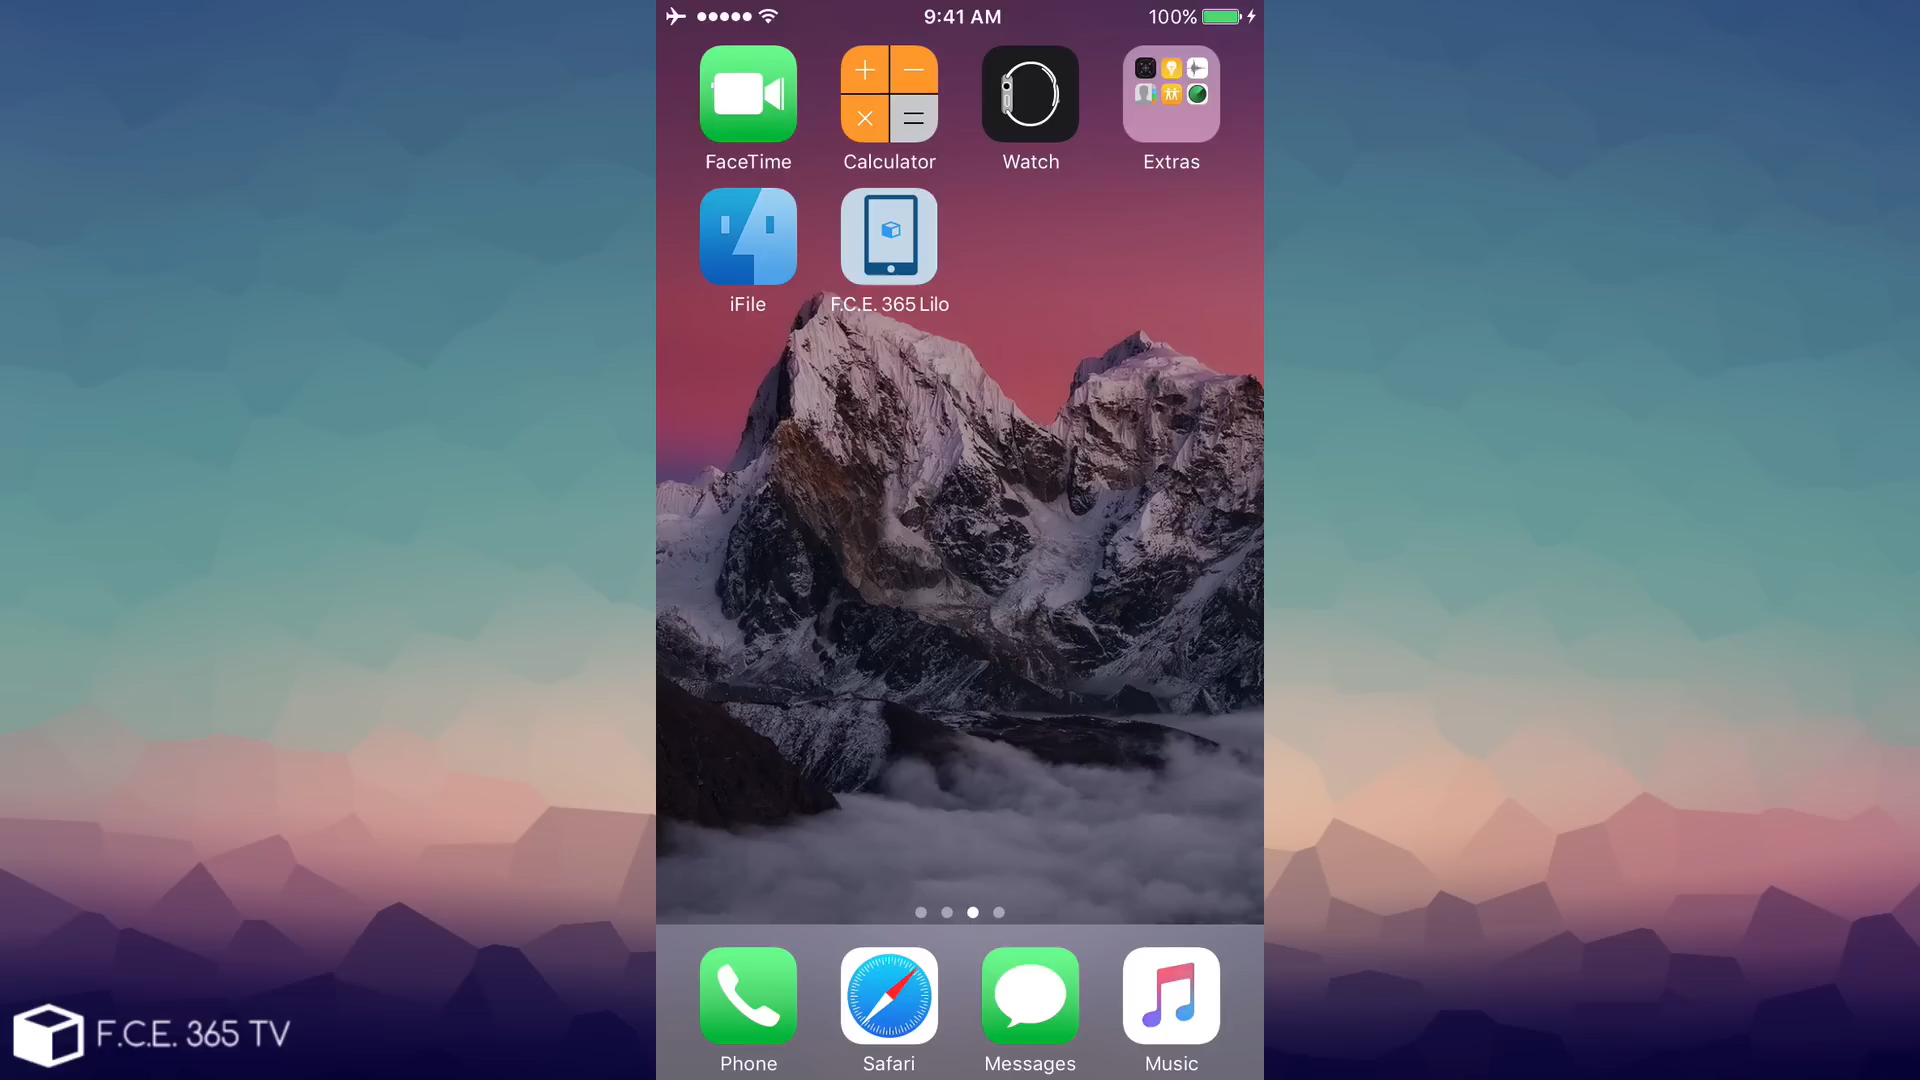 9:41 AM
100%
FaceTime
Calculator
Watch
Extras
iFile
F.C.E. 365 Lilo
Phone
Safari
Messages
Music
F.C.E. 365 TV